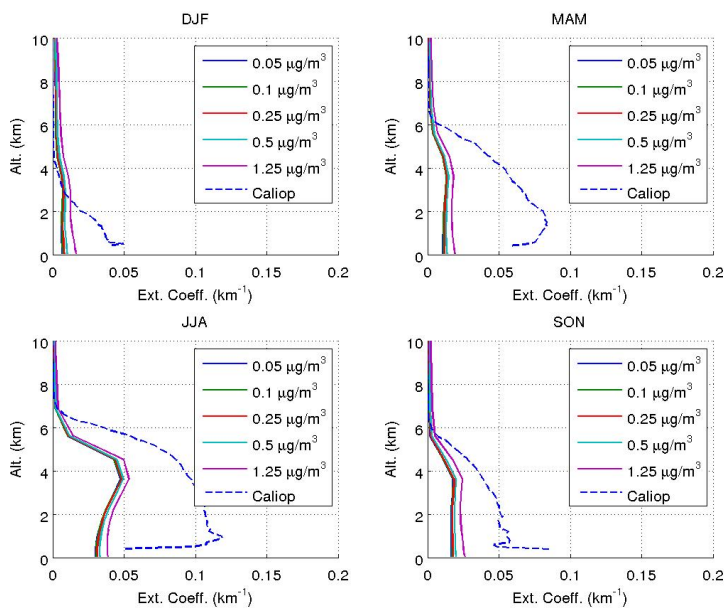 DJF
10
8
6
4
2
0
Alt. (km)
0 0.05 0.1 0.15 0.2
Ext. Coeff. (km⁻¹)
0.05 μg/m³
0.1 μg/m³
0.25 μg/m³
0.5 μg/m³
1.25 μg/m³
Caliop
MAM
10
8
6
4
2
0
Alt. (km)
0 0.05 0.1 0.15 0.2
Ext. Coeff. (km⁻¹)
0.05 μg/m³
0.1 μg/m³
0.25 μg/m³
0.5 μg/m³
1.25 μg/m³
Caliop
JJA
10
8
6
4
2
0
Alt. (km)
0 0.05 0.1 0.15 0.2
Ext. Coeff. (km⁻¹)
0.05 μg/m³
0.1 μg/m³
0.25 μg/m³
0.5 μg/m³
1.25 μg/m³
Caliop
SON
10
8
6
4
2
0
Alt. (km)
0 0.05 0.1 0.15 0.2
Ext. Coeff. (km⁻¹)
0.05 μg/m³
0.1 μg/m³
0.25 μg/m³
0.5 μg/m³
1.25 μg/m³
Caliop